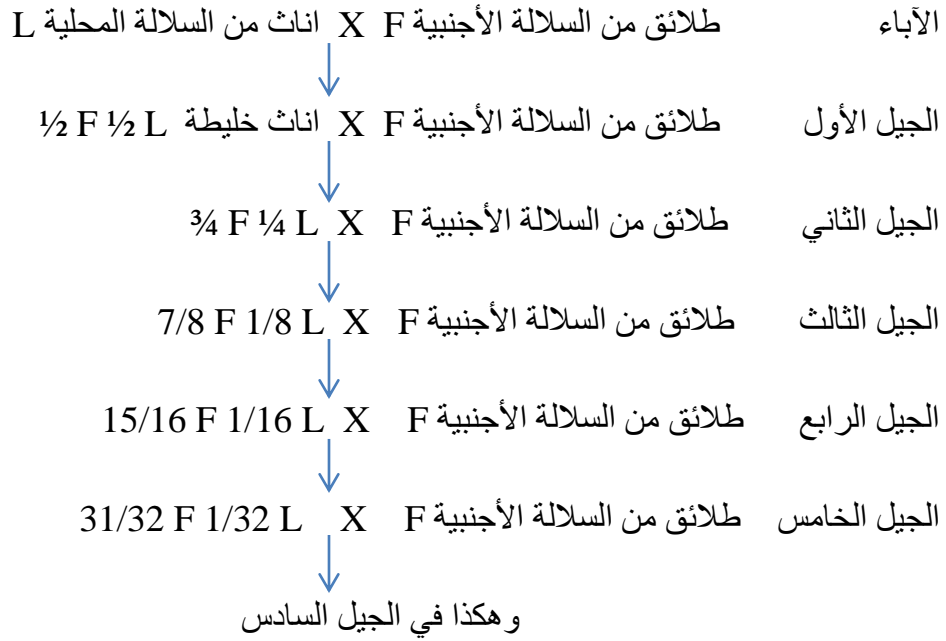 الآباء طلائق من السلالة الأجنبية F X اناث من السلالة المحلية L
الجيل الأول طلائق من السلالة الأجنبية F X اناث خليطة ½ F ½ L
الجيل الثاني طلائق من السلالة الأجنبية F X ¾ F ¼ L
الجيل الثالث طلائق من السلالة الأجنبية F X 7/8 F 1/8 L
الجيل الرابع طلائق من السلالة الأجنبية F X 15/16 F 1/16 L
الجيل الخامس طلائق من السلالة الأجنبية F X 31/32 F 1/32 L
وهكذا في الجيل السادس